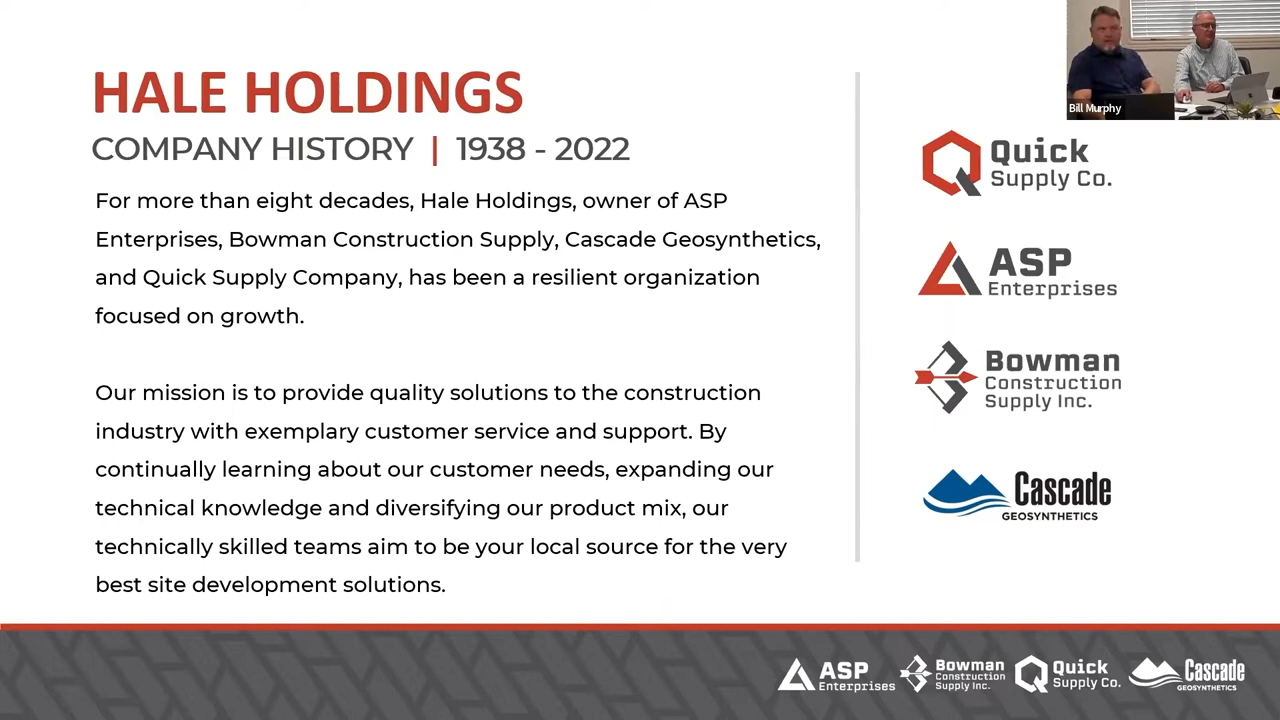 HALE HOLDINGS
COMPANY HISTORY | 1938 - 2022
For more than eight decades, Hale Holdings, owner of ASP
Enterprises, Bowman Construction Supply, Cascade Geosynthetics,
and Quick Supply Company, has been a resilient organization
focused on growth.
Our mission is to provide quality solutions to the construction
industry with exemplary customer service and support. By
continually learning about our customer needs, expanding our
technical knowledge and diversifying our product mix, our
technically skilled teams aim to be your local source for the very
best site development solutions.
Bill Murphy
Quick
Supply Co.
ASP
Enterprises
Bowman
Construction
Supply Inc.
Cascade
GEOSYNTHETICS
ASP
Enterprises
Bowman
Construction
Supply Inc.
Quick
Supply Co.
Cascade
GEOSYNTHETICS